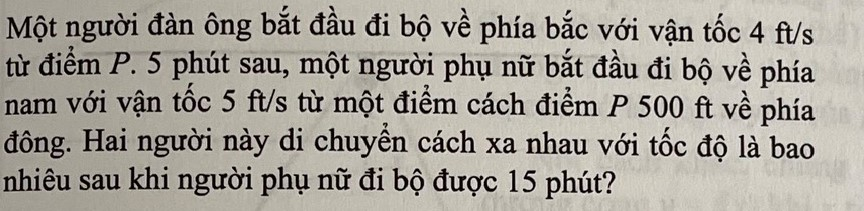 Một người đàn ông bắt đầu đi bộ về phía bắc với vận tốc 4 ft/s
từ điểm P. 5 phút sau, một người phụ nữ bắt đầu đi bộ về phía
nam với vận tốc 5 ft/s từ một điểm cách điểm P 500 ft về phía
đông. Hai người này di chuyển cách xa nhau với tốc độ là bao
nhiêu sau khi người phụ nữ đi bộ được 15 phút?